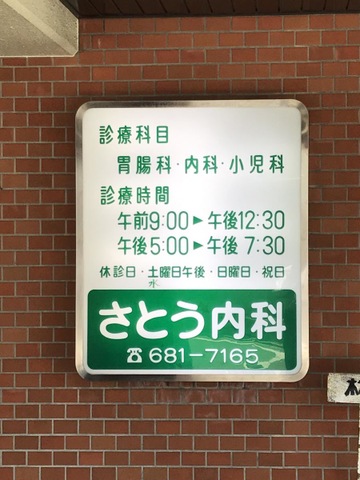 診療科目
胃腸科・内科・小児科
診療時間
午前9:00▶午後12:30
午後5:00▶午後7:30
休診日・土曜日午後・日曜日・祝日
水
さとう内科
☎681-7165